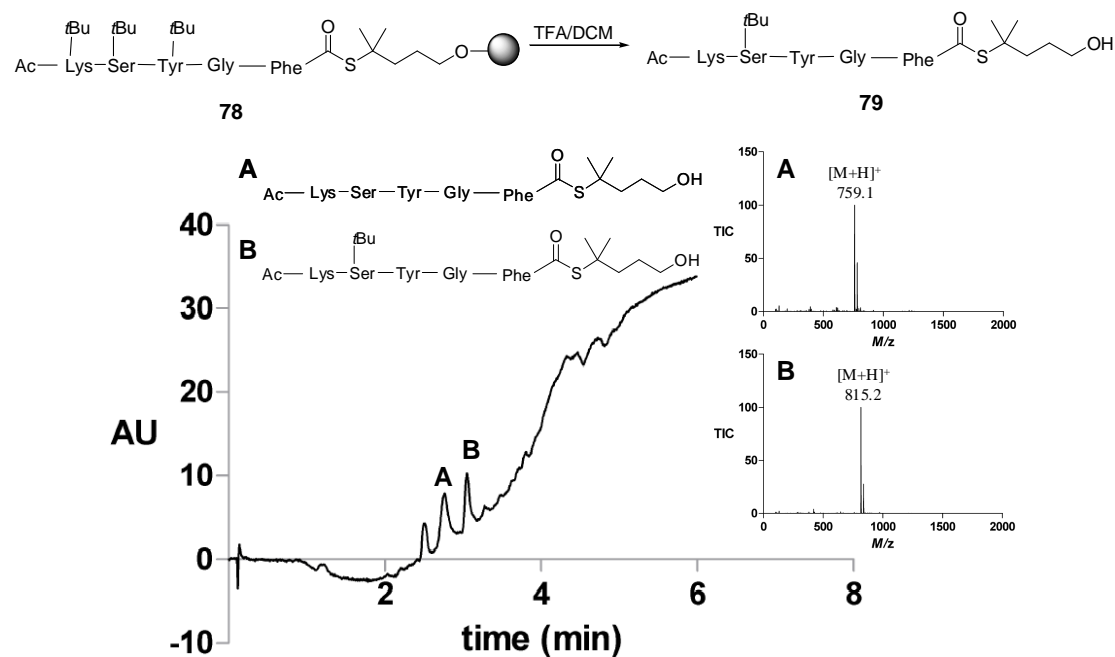 tBu tBu tBu
Ac Lys Ser Tyr Gly Phe O S O
78
TFA/DCM
tBu
Ac Lys Ser Tyr Gly Phe O S OH
79
A
Ac Lys Ser Tyr Gly Phe O S OH
B
tBu
Ac Lys Ser Tyr Gly Phe O S OH
AU
40
30
20
10
0
-10
A
B
2 4 6 8
time (min)
A
[M+H]+
759.1
TIC
150
100
50
0
0 500 1000 1500 2000
M/z
B
[M+H]+
815.2
TIC
150
100
50
0
0 500 1000 1500 2000
M/z